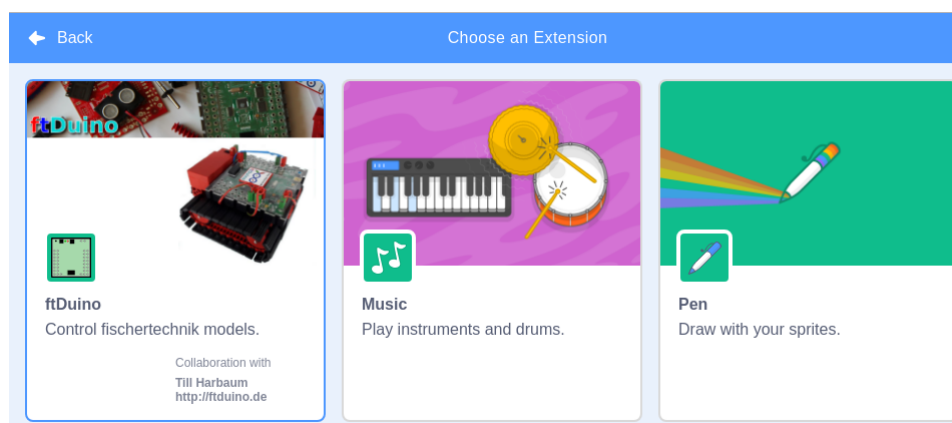 Back
Choose an Extension
ftDuino
ftDuino
Control fischertechnik models.
Collaboration with
Till Harbaum
http://ftduino.de
Music
Play instruments and drums.
Pen
Draw with your sprites.